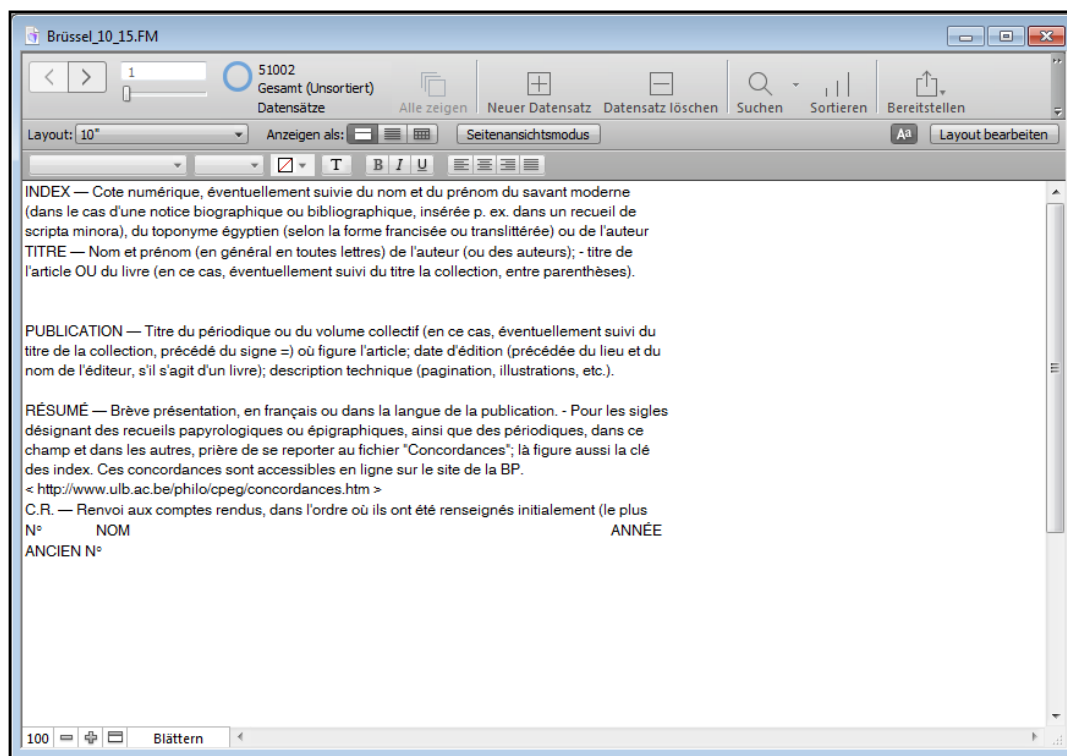 Brüssel_10_15.FM
1
51002
Gesamt (Unsortiert)
Datensätze
Alle zeigen
Neuer Datensatz
Datensatz löschen
Suchen
Sortieren
Bereitstellen
Layout: 10"
Anzeigen als:
Seitenansichtsmodus
Aa
Layout bearbeiten
T B I U
INDEX — Cote numérique, éventuellement suivie du nom et du prénom du savant moderne
(dans le cas d'une notice biographique ou bibliographique, insérée p. ex. dans un recueil de
scripta minora), du toponyme égyptien (selon la forme francisée ou translittérée) ou de l'auteur
TITRE — Nom et prénom (en général en toutes lettres) de l'auteur (ou des auteurs); - titre de
l'article OU du livre (en ce cas, éventuellement suivi du titre la collection, entre parenthèses).
PUBLICATION — Titre du périodique ou du volume collectif (en ce cas, éventuellement suivi du
titre de la collection, précédé du signe =) où figure l'article; date d'édition (précédée du lieu et du
nom de l'éditeur, s'il s'agit d'un livre); description technique (pagination, illustrations, etc.).
RÉSUMÉ — Brève présentation, en français ou dans la langue de la publication. - Pour les sigles
désignant des recueils papyrologiques ou épigraphiques, ainsi que des périodiques, dans ce
champ et dans les autres, prière de se reporter au fichier "Concordances"; là figure aussi la clé
des index. Ces concordances sont accessibles en ligne sur le site de la BP.
< http://www.ulb.ac.be/philo/cpeg/concordances.htm >
C.R. — Renvoi aux comptes rendus, dans l'ordre où ils ont été renseignés initialement (le plus
N° NOM ANNÉE
ANCIEN N°
100
Blättern